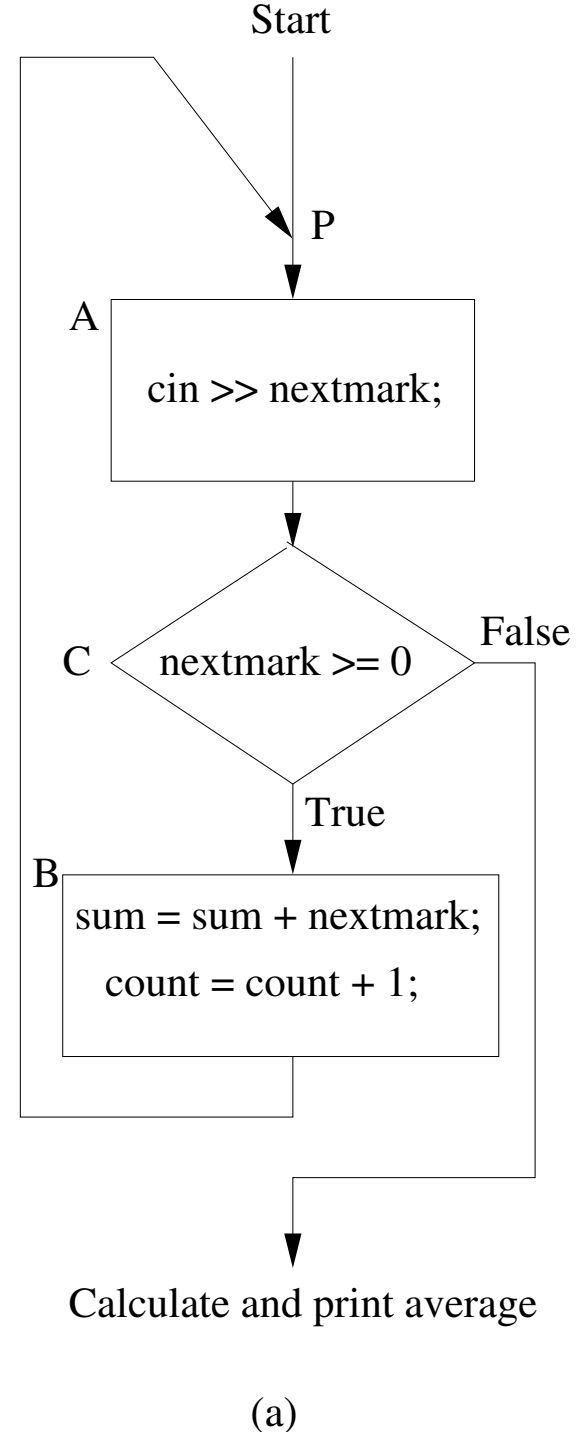 Start
P
A
cin >> nextmark;
False
C
nextmark >= 0
True
B
sum = sum + nextmark;
count = count + 1;
Calculate and print average
(a)